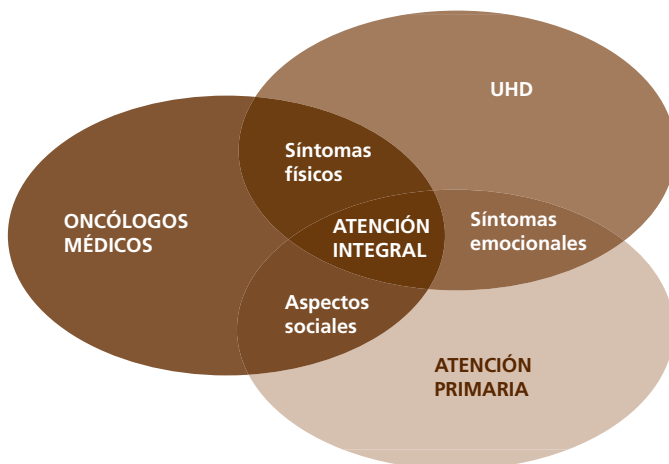 UHD
Síntomas
físicos
ONCÓLOGOS
MÉDICOS
ATENCIÓN
INTEGRAL
Síntomas
emocionales
Aspectos
sociales
ATENCIÓN
PRIMARIA